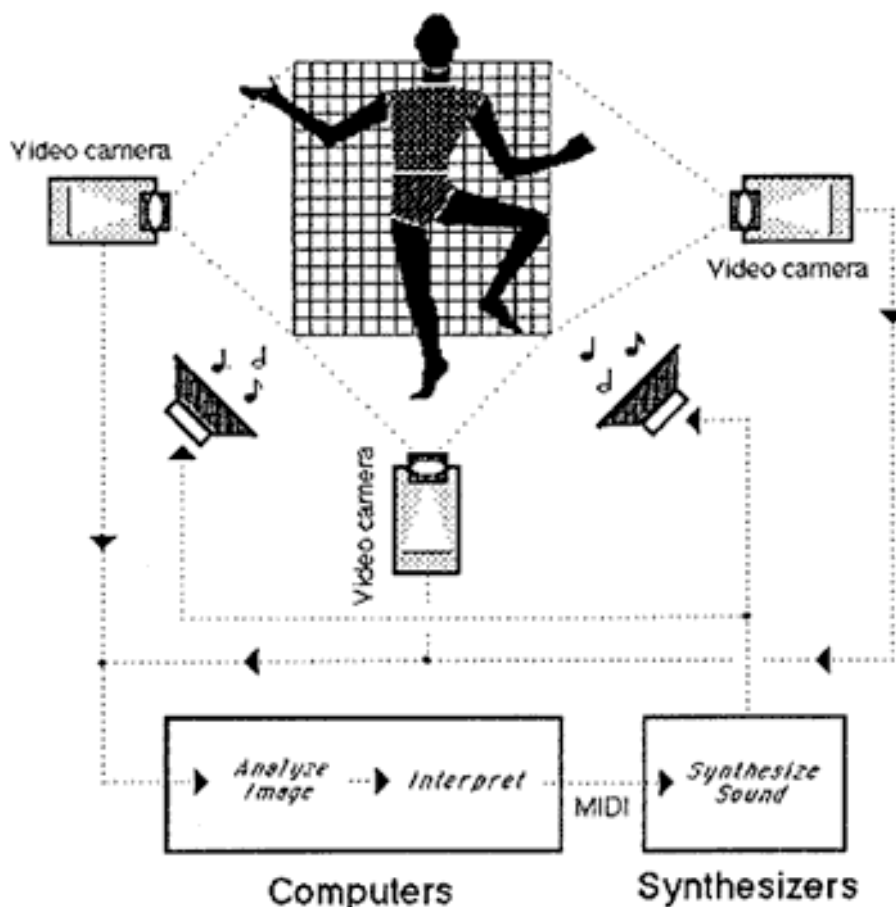 Video camera
Video camera
Video camera
Analyze
Image
Interpret
MIDI
Synthesize
Sound
Computers
Synthesizers